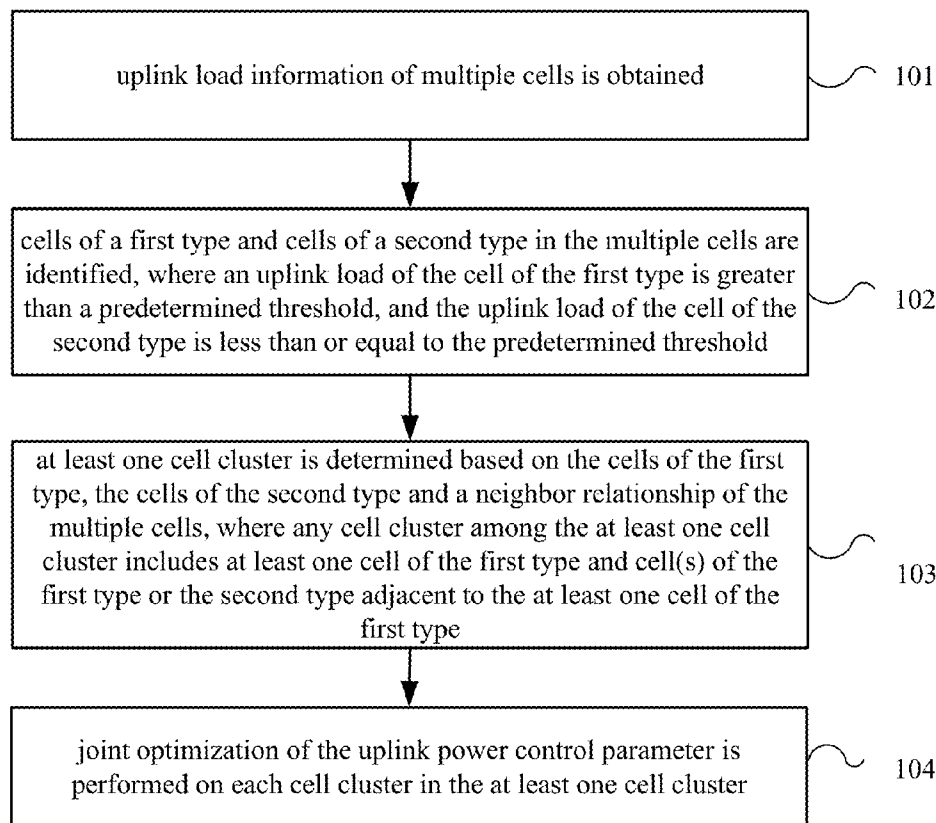 uplink load information of multiple cells is obtained
101
cells of a first type and cells of a second type in the multiple cells are
identified, where an uplink load of the cell of the first type is greater
than a predetermined threshold, and the uplink load of the cell of the
second type is less than or equal to the predetermined threshold
102
at least one cell cluster is determined based on the cells of the first
type, the cells of the second type and a neighbor relationship of the
multiple cells, where any cell cluster among the at least one cell
cluster includes at least one cell of the first type and cell(s) of the
first type or the second type adjacent to the at least one cell of the
first type
103
joint optimization of the uplink power control parameter is
performed on each cell cluster in the at least one cell cluster
104